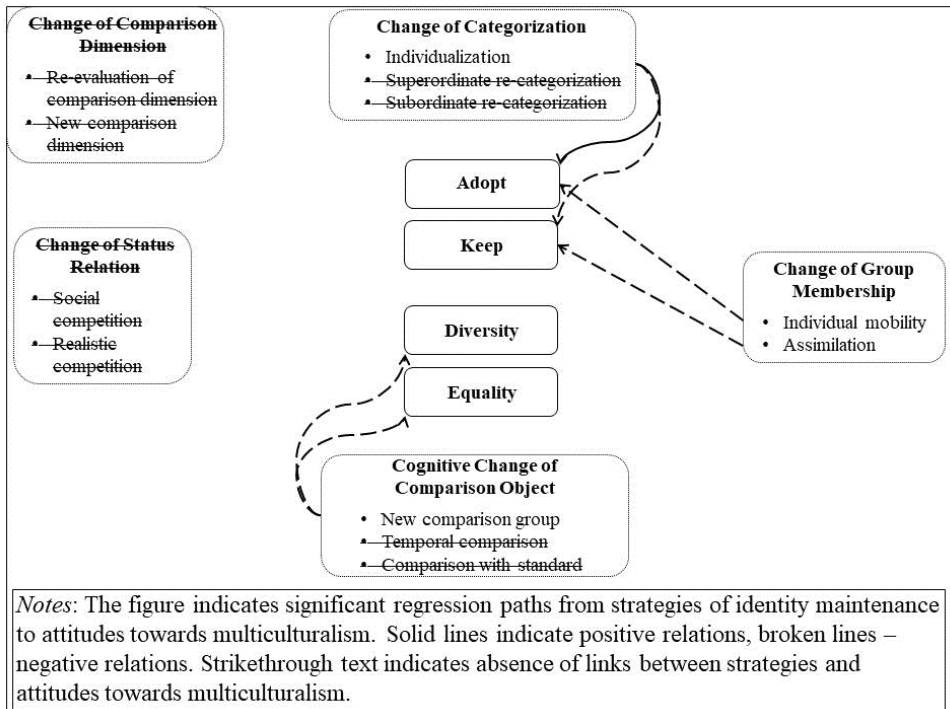 Change of Comparison
Dimension
• Re-evaluation of
comparison dimension
• New comparison
dimension
Change of Categorization
• Individualization
• Superordinate re-categorization
• Subordinate re-categorization
Adopt
Keep
Change of Status
Relation
• Social
competition
• Realistic
competition
Change of Group
Membership
• Individual mobility
• Assimilation
Diversity
Equality
Cognitive Change of
Comparison Object
• New comparison group
• Temporal comparison
• Comparison with standard
Notes: The figure indicates significant regression paths from strategies of identity maintenance
to attitudes towards multiculturalism. Solid lines indicate positive relations, broken lines –
negative relations. Strikethrough text indicates absence of links between strategies and
attitudes towards multiculturalism.